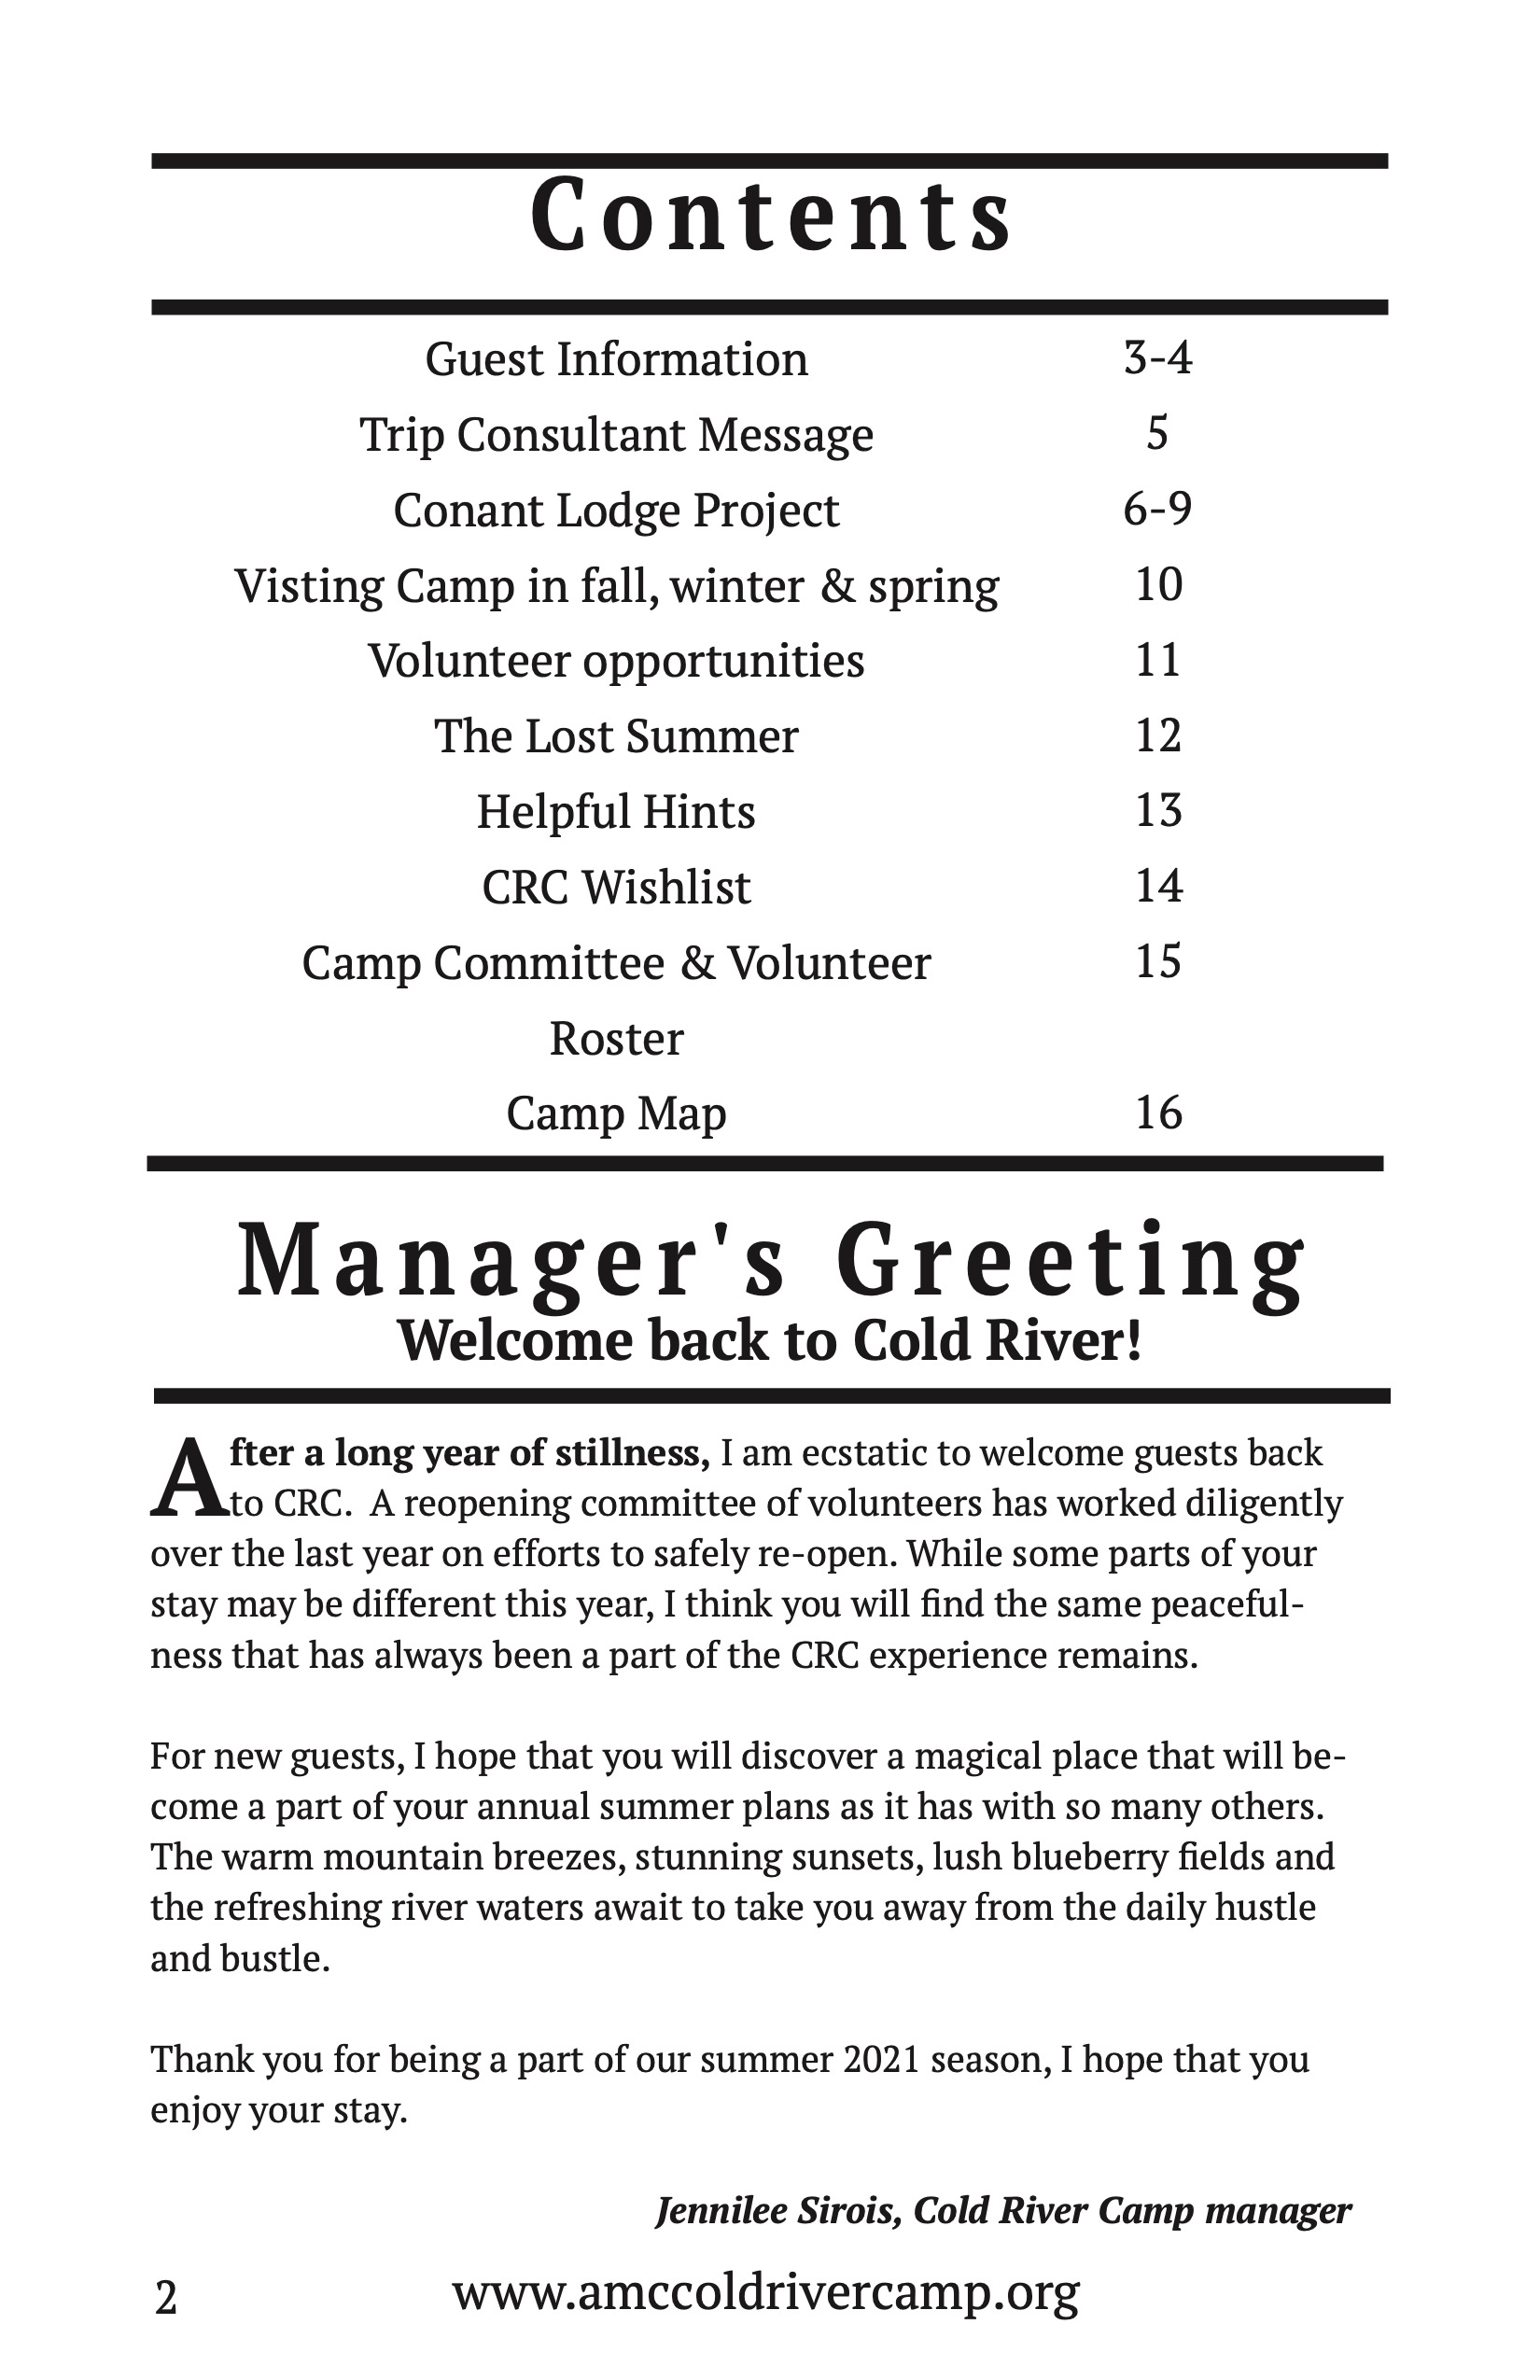 Contents
Guest Information 3-4
Trip Consultant Message 5
Conant Lodge Project 6-9
Visting Camp in fall, winter & spring 10
Volunteer opportunities 11
The Lost Summer 12
Helpful Hints 13
CRC Wishlist 14
Camp Committee & Volunteer 15
Roster
Camp Map 16
Manager's Greeting
Welcome back to Cold River!
After a long year of stillness, I am ecstatic to welcome guests back
to CRC.  A reopening committee of volunteers has worked diligently
over the last year on efforts to safely re-open. While some parts of your
stay may be different this year, I think you will find the same peaceful-
ness that has always been a part of the CRC experience remains.
For new guests, I hope that you will discover a magical place that will be-
come a part of your annual summer plans as it has with so many others.
The warm mountain breezes, stunning sunsets, lush blueberry fields and
the refreshing river waters await to take you away from the daily hustle
and bustle.
Thank you for being a part of our summer 2021 season, I hope that you
enjoy your stay.
Jennilee Sirois, Cold River Camp manager
2 www.amccoldrivercamp.org